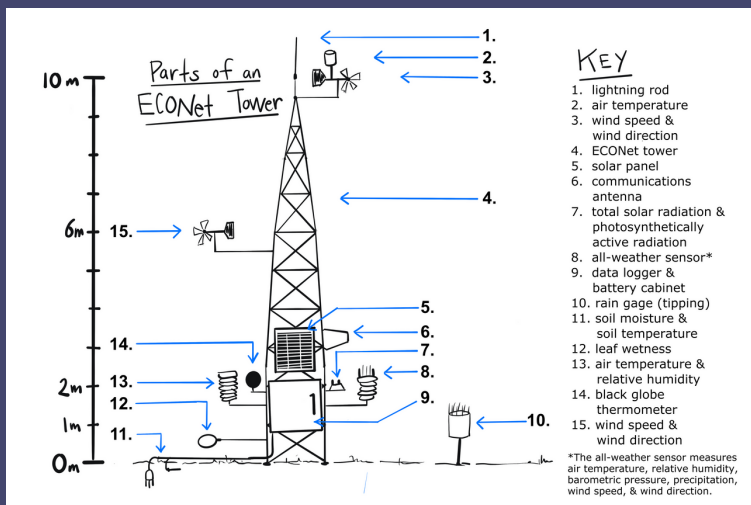 Parts of an
ECONet Tower
10m
6m
2m
1m
0m
1.
2.
3.
4.
15.
5.
6.
7.
8.
9.
10.
14.
13.
12.
11.
1
KEY
1. lightning rod
2. air temperature
3. wind speed &
wind direction
4. ECONet tower
5. solar panel
6. communications
antenna
7. total solar radiation &
photosynthetically
active radiation
8. all-weather sensor*
9. data logger &
battery cabinet
10. rain gage (tipping)
11. soil moisture &
soil temperature
12. leaf wetness
13. air temperature &
relative humidity
14. black globe
thermometer
15. wind speed &
wind direction
*The all-weather sensor measures
air temperature, relative humidity,
barometric pressure, precipitation,
wind speed, & wind direction.